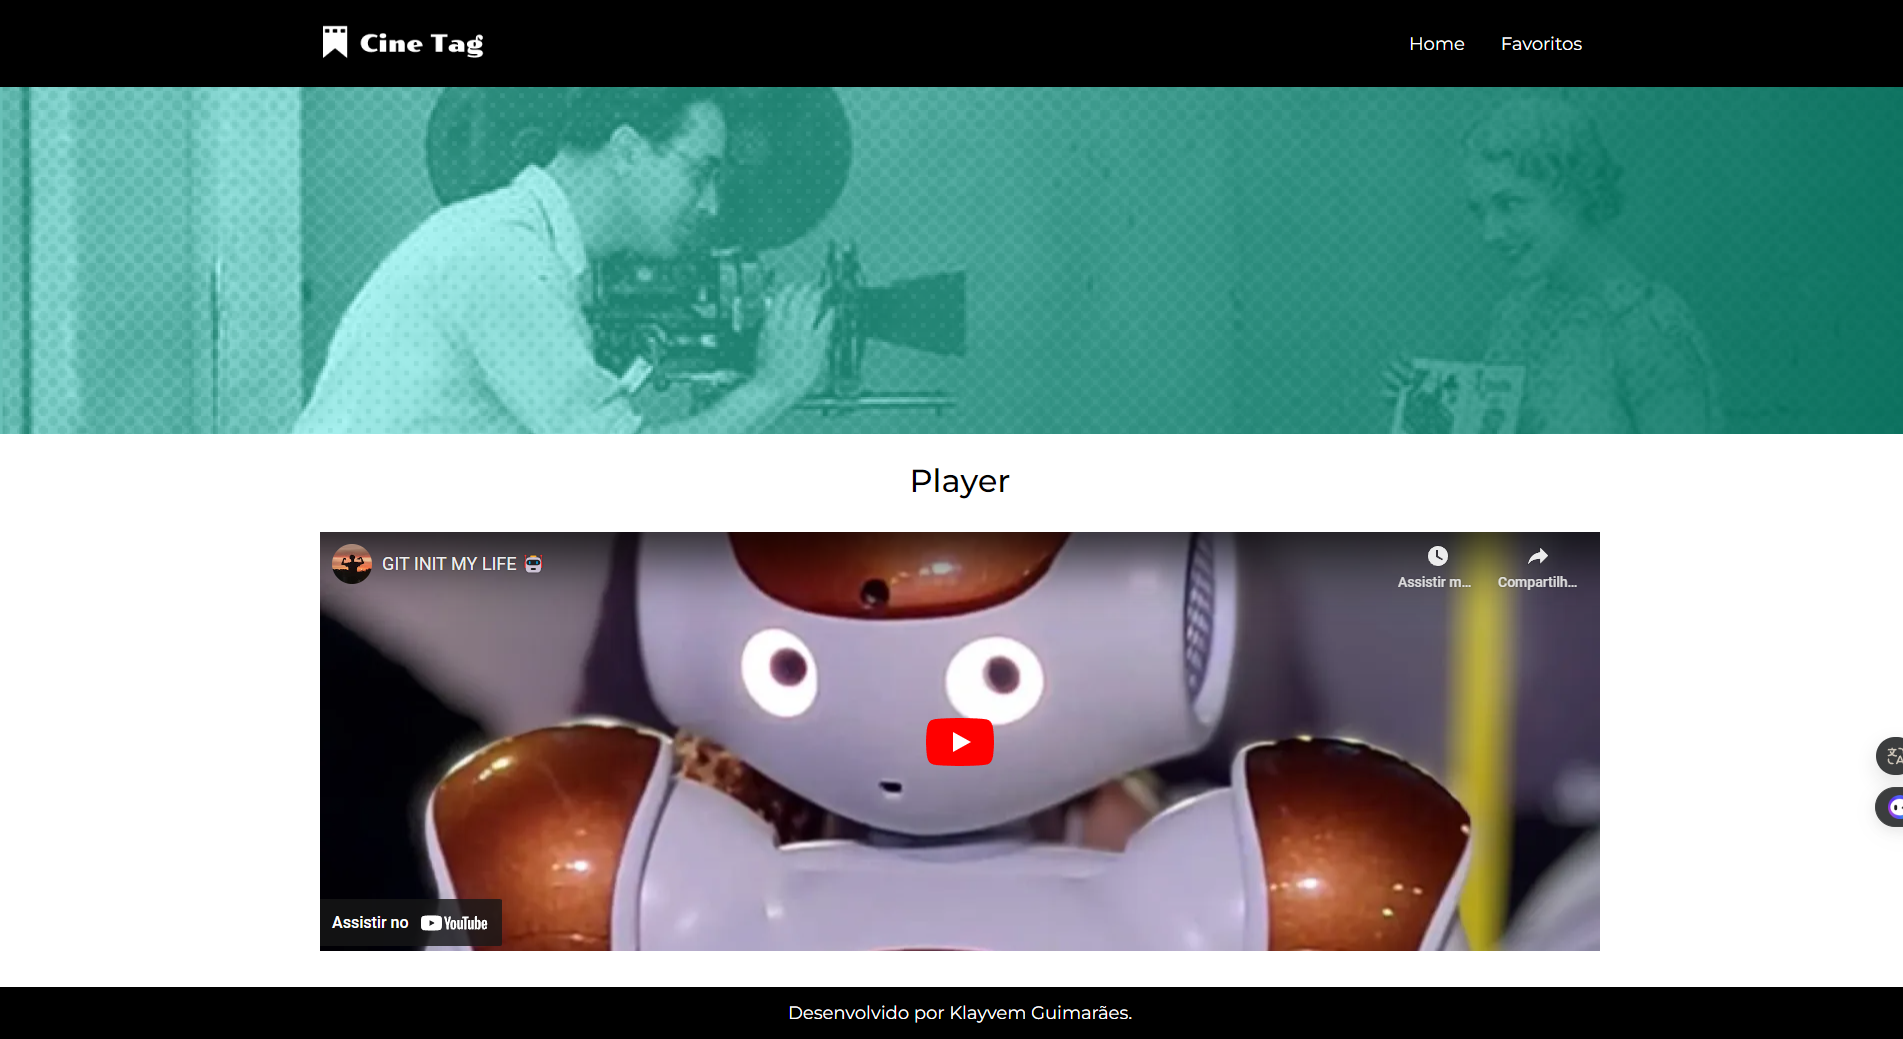 Cine Tag
Home Favoritos
Player
GIT INIT MY LIFE
Assistir m... Compartilh...
Assistir no YouTube
Desenvolvido por Klayvem Guimarães.